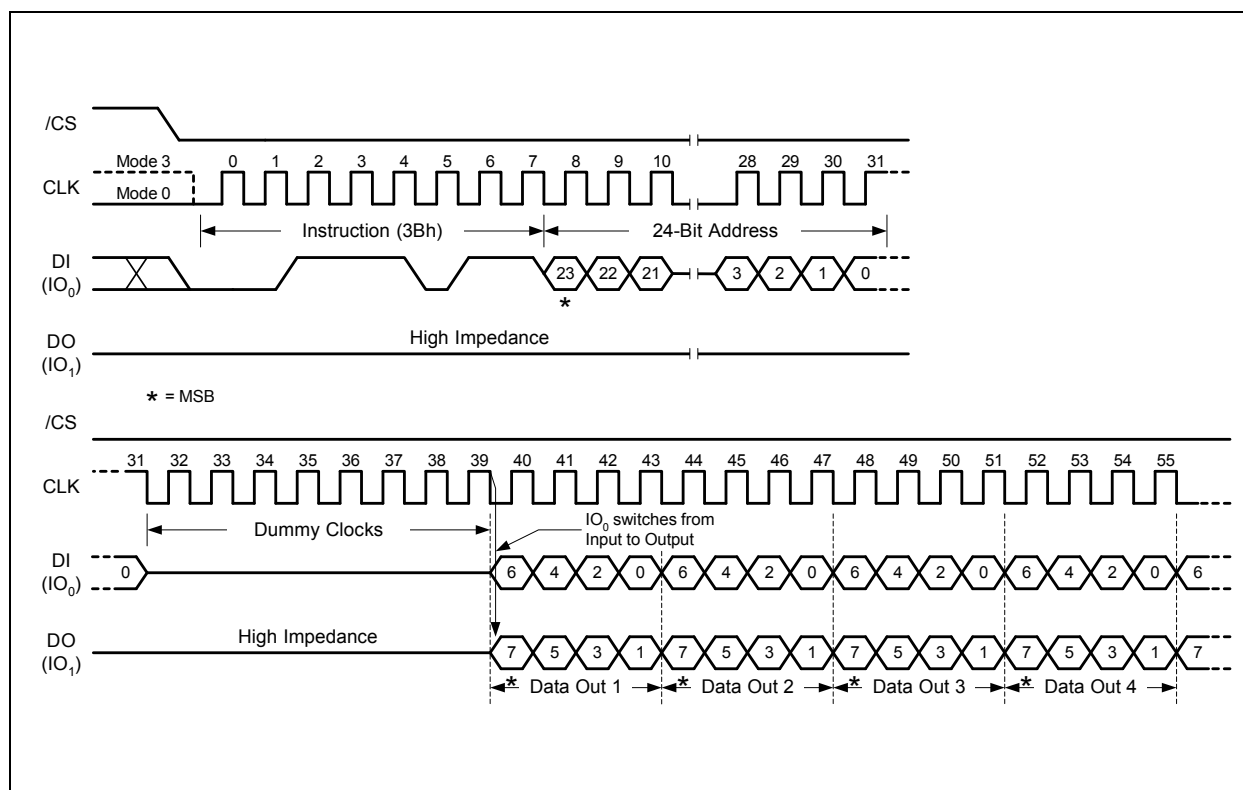 /CS
Mode 3 0 1 2 3 4 5 6 7 8 9 10 28 29 30 31
CLK
Mode 0
Instruction (3Bh) 24-Bit Address
DI
(IO0) 23 22 21 3 2 1 0
*
High Impedance
DO
(IO1)
* = MSB
/CS
31 32 33 34 35 36 37 38 39 40 41 42 43 44 45 46 47 48 49 50 51 52 53 54 55
CLK
Dummy Clocks
IO0 switches from
Input to Output
DI
(IO0) 0 6 4 2 0 6 4 2 0 6 4 2 0 6 4 2 0 6
High Impedance
DO
(IO1) 7 5 3 1 7 5 3 1 7 5 3 1 7 5 3 1 7
* Data Out 1 * Data Out 2 * Data Out 3 * Data Out 4